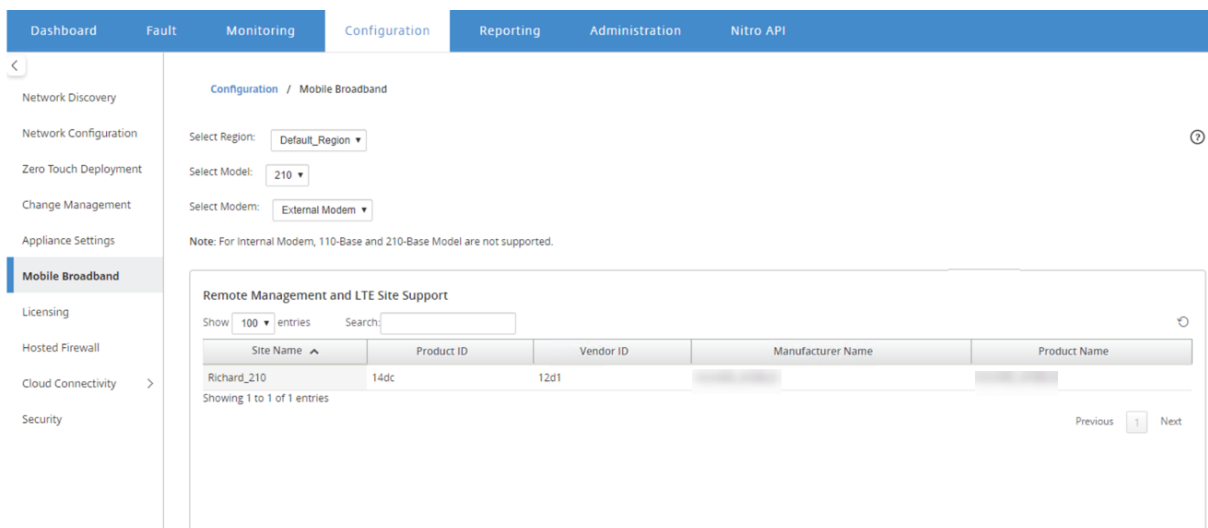 Dashboard Fault Monitoring Configuration Reporting Administration Nitro API
Configuration / Mobile Broadband
Network Discovery
Network Configuration
Zero Touch Deployment
Change Management
Appliance Settings
Mobile Broadband
Licensing
Hosted Firewall
Cloud Connectivity
Security
Select Region: Default_Region
Select Model: 210
Select Modem: External Modem
Note: For Internal Modem, 110-Base and 210-Base Model are not supported.
Remote Management and LTE Site Support
Show 100 entries Search:
Site Name Product ID Vendor ID Manufacturer Name Product Name
Richard_210 14dc 12d1
Showing 1 to 1 of 1 entries
Previous 1 Next